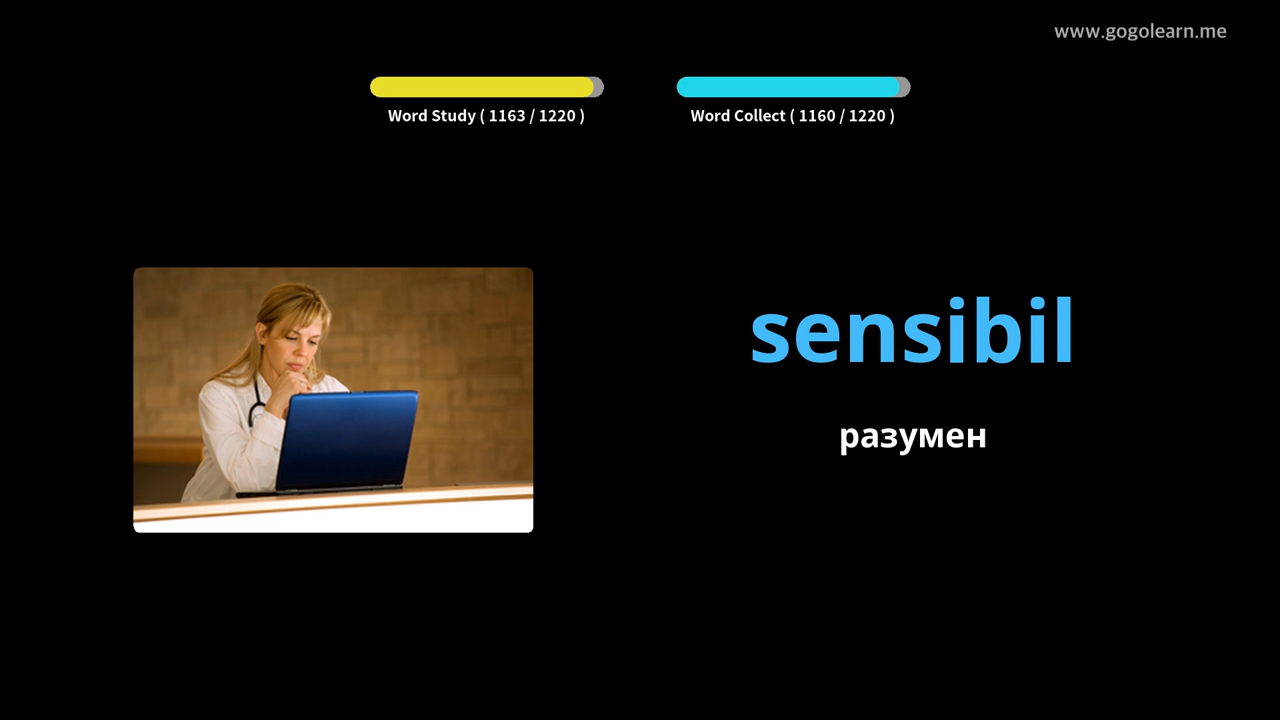 www.gogolearn.me
Word Study ( 1163 / 1220 )
Word Collect ( 1160 / 1220 )
sensibil
разумен